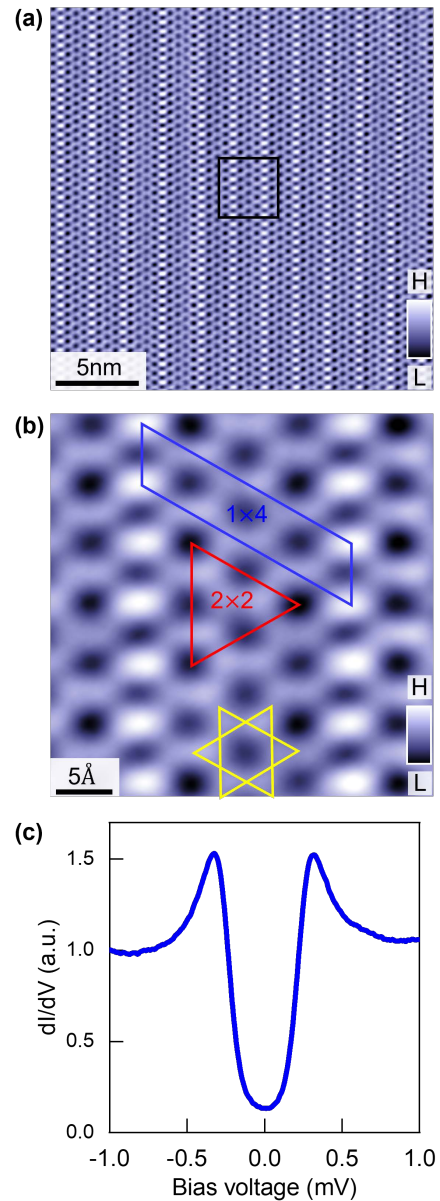 (a)
H
L
5nm
(b)
1×4
2×2
H
L
5Å
(c)
1.5
1.0
0.5
0.0
dI/dV (a.u.)
-1.0 -0.5 0.0 0.5 1.0
Bias voltage (mV)